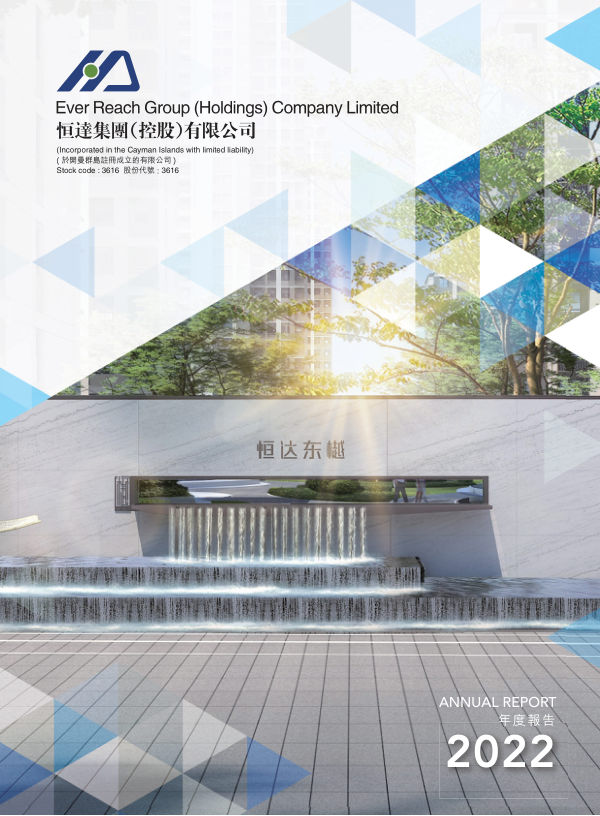 Ever Reach Group (Holdings) Company Limited
恒達集團（控股）有限公司
(Incorporated in the Cayman Islands with limited liability)
( 於開曼群島註冊成立的有限公司 )
Stock code : 3616 股份代號 : 3616
恒达东樾
ANNUAL REPORT
年度報告
2022